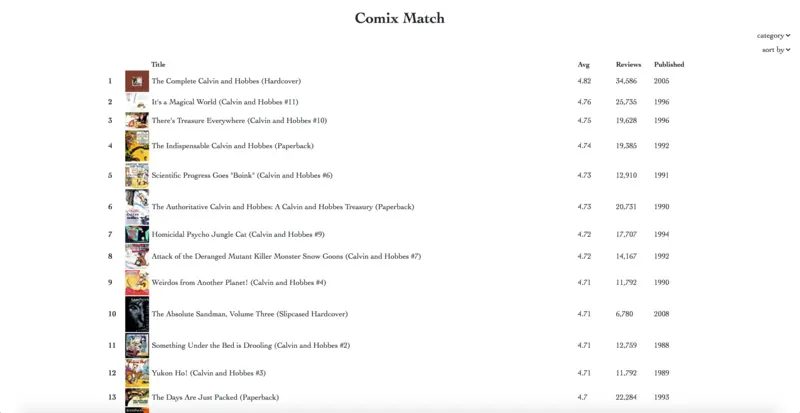 Comix Match
category
sort by
Title Avg Reviews Published
1 The Complete Calvin and Hobbes (Hardcover) 4.82 34,586 2005
2 It's a Magical World (Calvin and Hobbes #11) 4.76 25,735 1996
3 There's Treasure Everywhere (Calvin and Hobbes #10) 4.75 19,628 1996
4 The Indispensable Calvin and Hobbes (Paperback) 4.74 19,385 1992
5 Scientific Progress Goes "Boink" (Calvin and Hobbes #6) 4.73 12,910 1991
6 The Authoritative Calvin and Hobbes: A Calvin and Hobbes Treasury (Paperback) 4.73 20,731 1990
7 Homicidal Psycho Jungle Cat (Calvin and Hobbes #9) 4.72 17,707 1994
8 Attack of the Deranged Mutant Killer Monster Snow Goons (Calvin and Hobbes #7) 4.72 14,167 1992
9 Weirdos from Another Planet! (Calvin and Hobbes #4) 4.71 11,792 1990
10 The Absolute Sandman, Volume Three (Slipcased Hardcover) 4.71 6,780 2008
11 Something Under the Bed is Drooling (Calvin and Hobbes #2) 4.71 12,759 1988
12 Yukon Ho! (Calvin and Hobbes #3) 4.71 11,792 1989
13 The Days Are Just Packed (Paperback) 4.7 22,284 1993